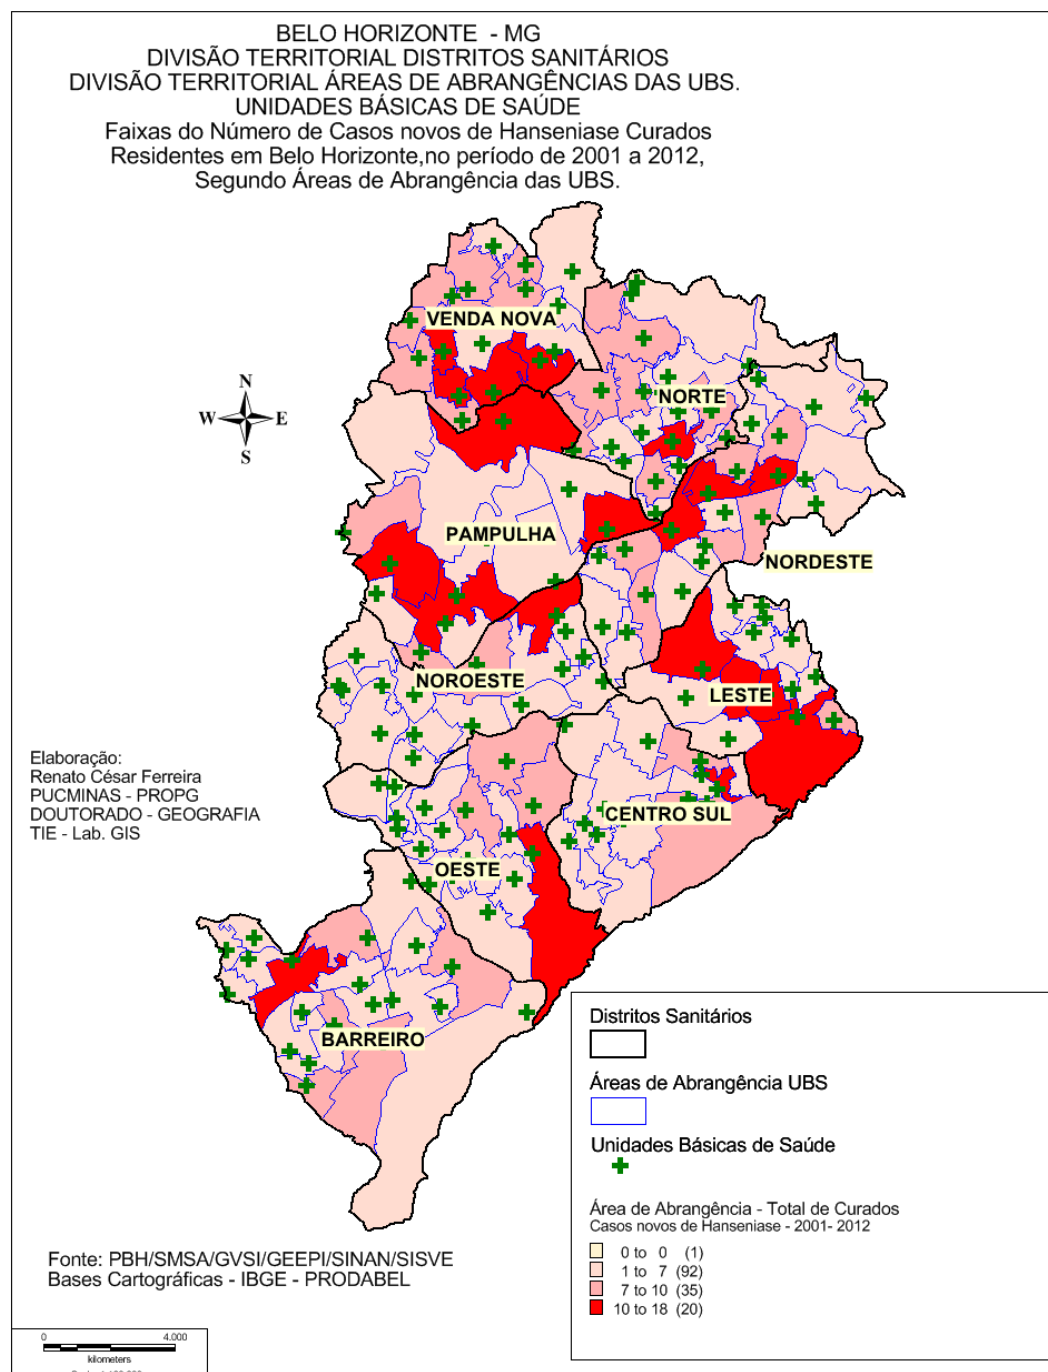 BELO HORIZONTE - MG
DIVISÃO TERRITORIAL DISTRITOS SANITÁRIOS
DIVISÃO TERRITORIAL ÁREAS DE ABRANGÊNCIAS DAS UBS.
UNIDADES BÁSICAS DE SAÚDE
Faixas do Número de Casos novos de Hanseniase Curados
Residentes em Belo Horizonte,no período de 2001 a 2012,
Segundo Áreas de Abrangência das UBS.
VENDA NOVA
N
W E
S
NORTE
PAMPULHA
NORDESTE
NOROESTE
LESTE
Elaboração:
Renato César Ferreira
PUCMINAS - PROPG
DOUTORADO - GEOGRAFIA
TIE - Lab. GIS
CENTRO SUL
OESTE
BARREIRO
Distritos Sanitários
Áreas de Abrangência UBS
Unidades Básicas de Saúde
Área de Abrangência - Total de Curados
Casos novos de Hanseniase - 2001- 2012
0 to 0 (1)
1 to 7 (92)
7 to 10 (35)
10 to 18 (20)
Fonte: PBH/SMSA/GVSI/GEEPI/SINAN/SISVE
Bases Cartográficas - IBGE - PRODABEL
0 4.000
kilometers